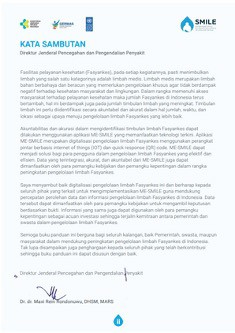 SMILE
KATA SAMBUTAN
Direktur Jenderal Pencegahan dan Pengendalian Penyakit
Fasilitas pelayanan kesehatan (Fasyankes), pada setiap kegiatannya, pasti menimbulkan
limbah yang salah satu kategorinya adalah limbah medis. Limbah medis merupakan limbah
bahan berbahaya dan beracun yang memerlukan pengelolaan khusus agar tidak berdampak
negatif terhadap kesehatan masyarakat dan lingkungan. Dalam rangka memenuhi akses
masyarakat terhadap pelayanan kesehatan maka jumlah Fasyankes di Indonesia terus
bertambah, hal ini berdampak juga pada jumlah timbulan limbah yang meningkat. Timbulan
limbah ini perlu diidentifikasi secara akuntabel dan akurat dalam hal jumlah, waktu, dan
lokasi sebagai upaya menuju pengelolaan limbah Fasyankes yang lebih baik.
Akuntabilitas dan akurasi dalam mengidentifikasi timbulan limbah Fasyankes dapat
dilakukan menggunakan aplikasi ME-SMILE yang memanfaatkan teknologi terkini. Aplikasi
ME-SMILE merupakan digitalisasi pengelolaan limbah Fasyankes menggunakan perangkat
pintar berbasis internet of things (IOT) dan quick response (QR) code. ME-SMILE dapat
menjadi solusi bagi para pengelola dalam pengelolaan limbah Fasyankes yang efektif dan
efisien. Data yang terintegrasi, akurat, dan akuntabel dari ME-SMILE juga dapat
dimanfaatkan oleh para pemangku kebijakan dan pemangku kepentingan dalam rangka
peningkatan pengelolaan limbah Fasyankes.
Saya menyambut baik digitalisasi pengelolaan limbah Fasyankes ini dan berharap kepada
seluruh pihak yang terkait untuk mengimplementasikan ME-SMILE guna mendukung
percepatan perolehan data dan informasi pengelolaan limbah Fasyankes di Indonesia. Data
tersebut dapat dimanfaatkan oleh para pemangku kebijakan untuk mengambil keputusan
berdasarkan bukti. Informasi yang sama juga dapat digunakan oleh para pemangku
kepentingan sebagai acuan investasi sehingga terjalin kemitraan antara pemerintah dan
swasta dalam pengelolaan limbah Fasyankes.
Semoga buku panduan ini berguna bagi seluruh kalangan, baik Pemerintah, swasta, maupun
masyarakat dalam mendukung peningkatan pengelolaan limbah Fasyankes di Indonesia.
Tak lupa disampaikan juga penghargaan kepada seluruh pihak yang telah berkontribusi
sehingga buku panduan ini dapat disusun dengan baik.
Direktur Jenderal Pencegahan dan Pengendalian Penyakit
Dr. dr. Maxi Rein Rondonuwu, DHSM, MARS